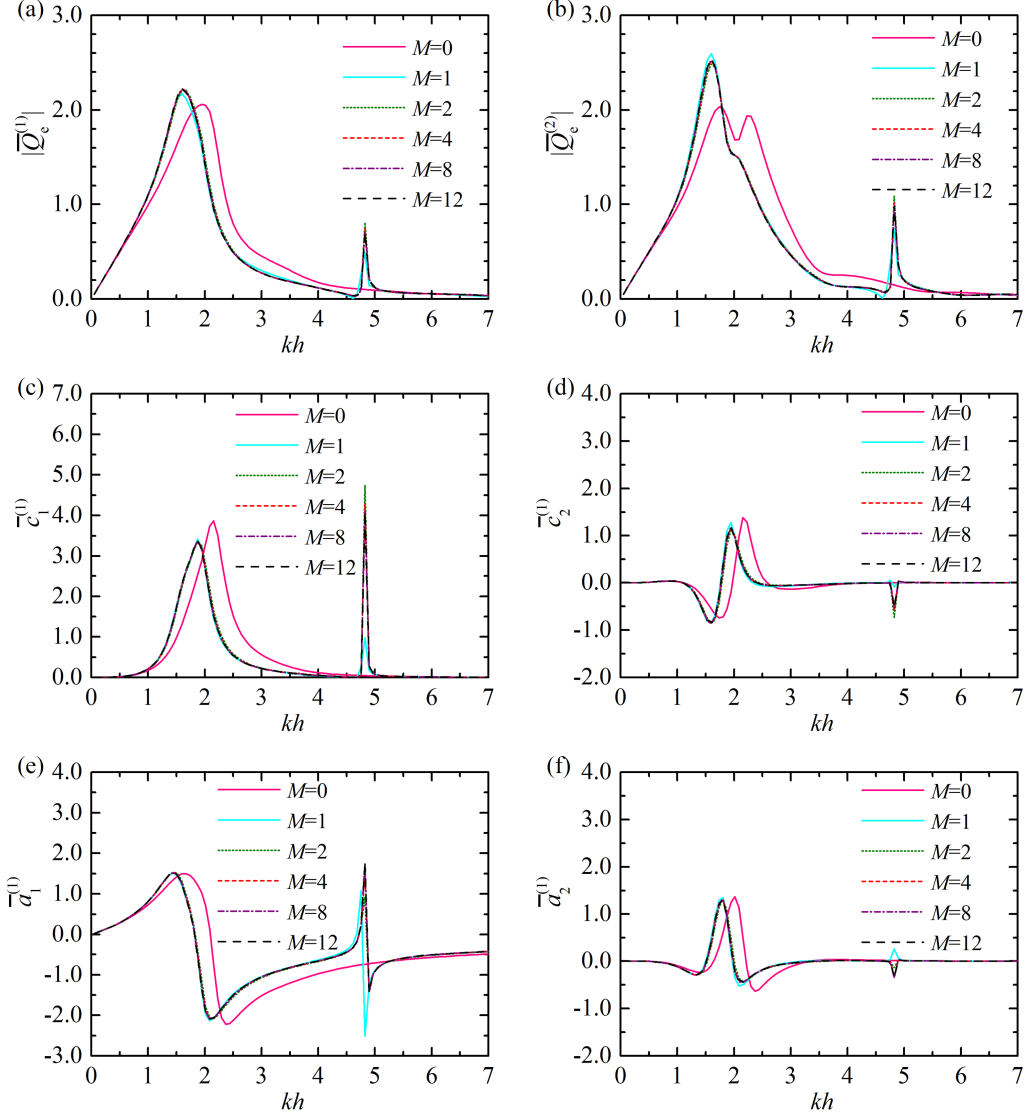 (a)
3.0
2.0
1.0
0.0
|Q̅e(1)|
M=0
M=1
M=2
M=4
M=8
M=12
0 1 2 3 4 5 6 7
kh
(b)
3.0
2.0
1.0
0.0
|Q̅e(2)|
M=0
M=1
M=2
M=4
M=8
M=12
0 1 2 3 4 5 6 7
kh
(c)
7.0
6.0
5.0
4.0
3.0
2.0
1.0
0.0
c̅1(1)
M=0
M=1
M=2
M=4
M=8
M=12
0 1 2 3 4 5 6 7
kh
(d)
4.0
3.0
2.0
1.0
0.0
-1.0
-2.0
c̅2(1)
M=0
M=1
M=2
M=4
M=8
M=12
0 1 2 3 4 5 6 7
kh
(e)
4.0
3.0
2.0
1.0
0.0
-1.0
-2.0
-3.0
a̅1(1)
M=0
M=1
M=2
M=4
M=8
M=12
0 1 2 3 4 5 6 7
kh
(f)
4.0
3.0
2.0
1.0
0.0
-1.0
-2.0
a̅2(1)
M=0
M=1
M=2
M=4
M=8
M=12
0 1 2 3 4 5 6 7
kh